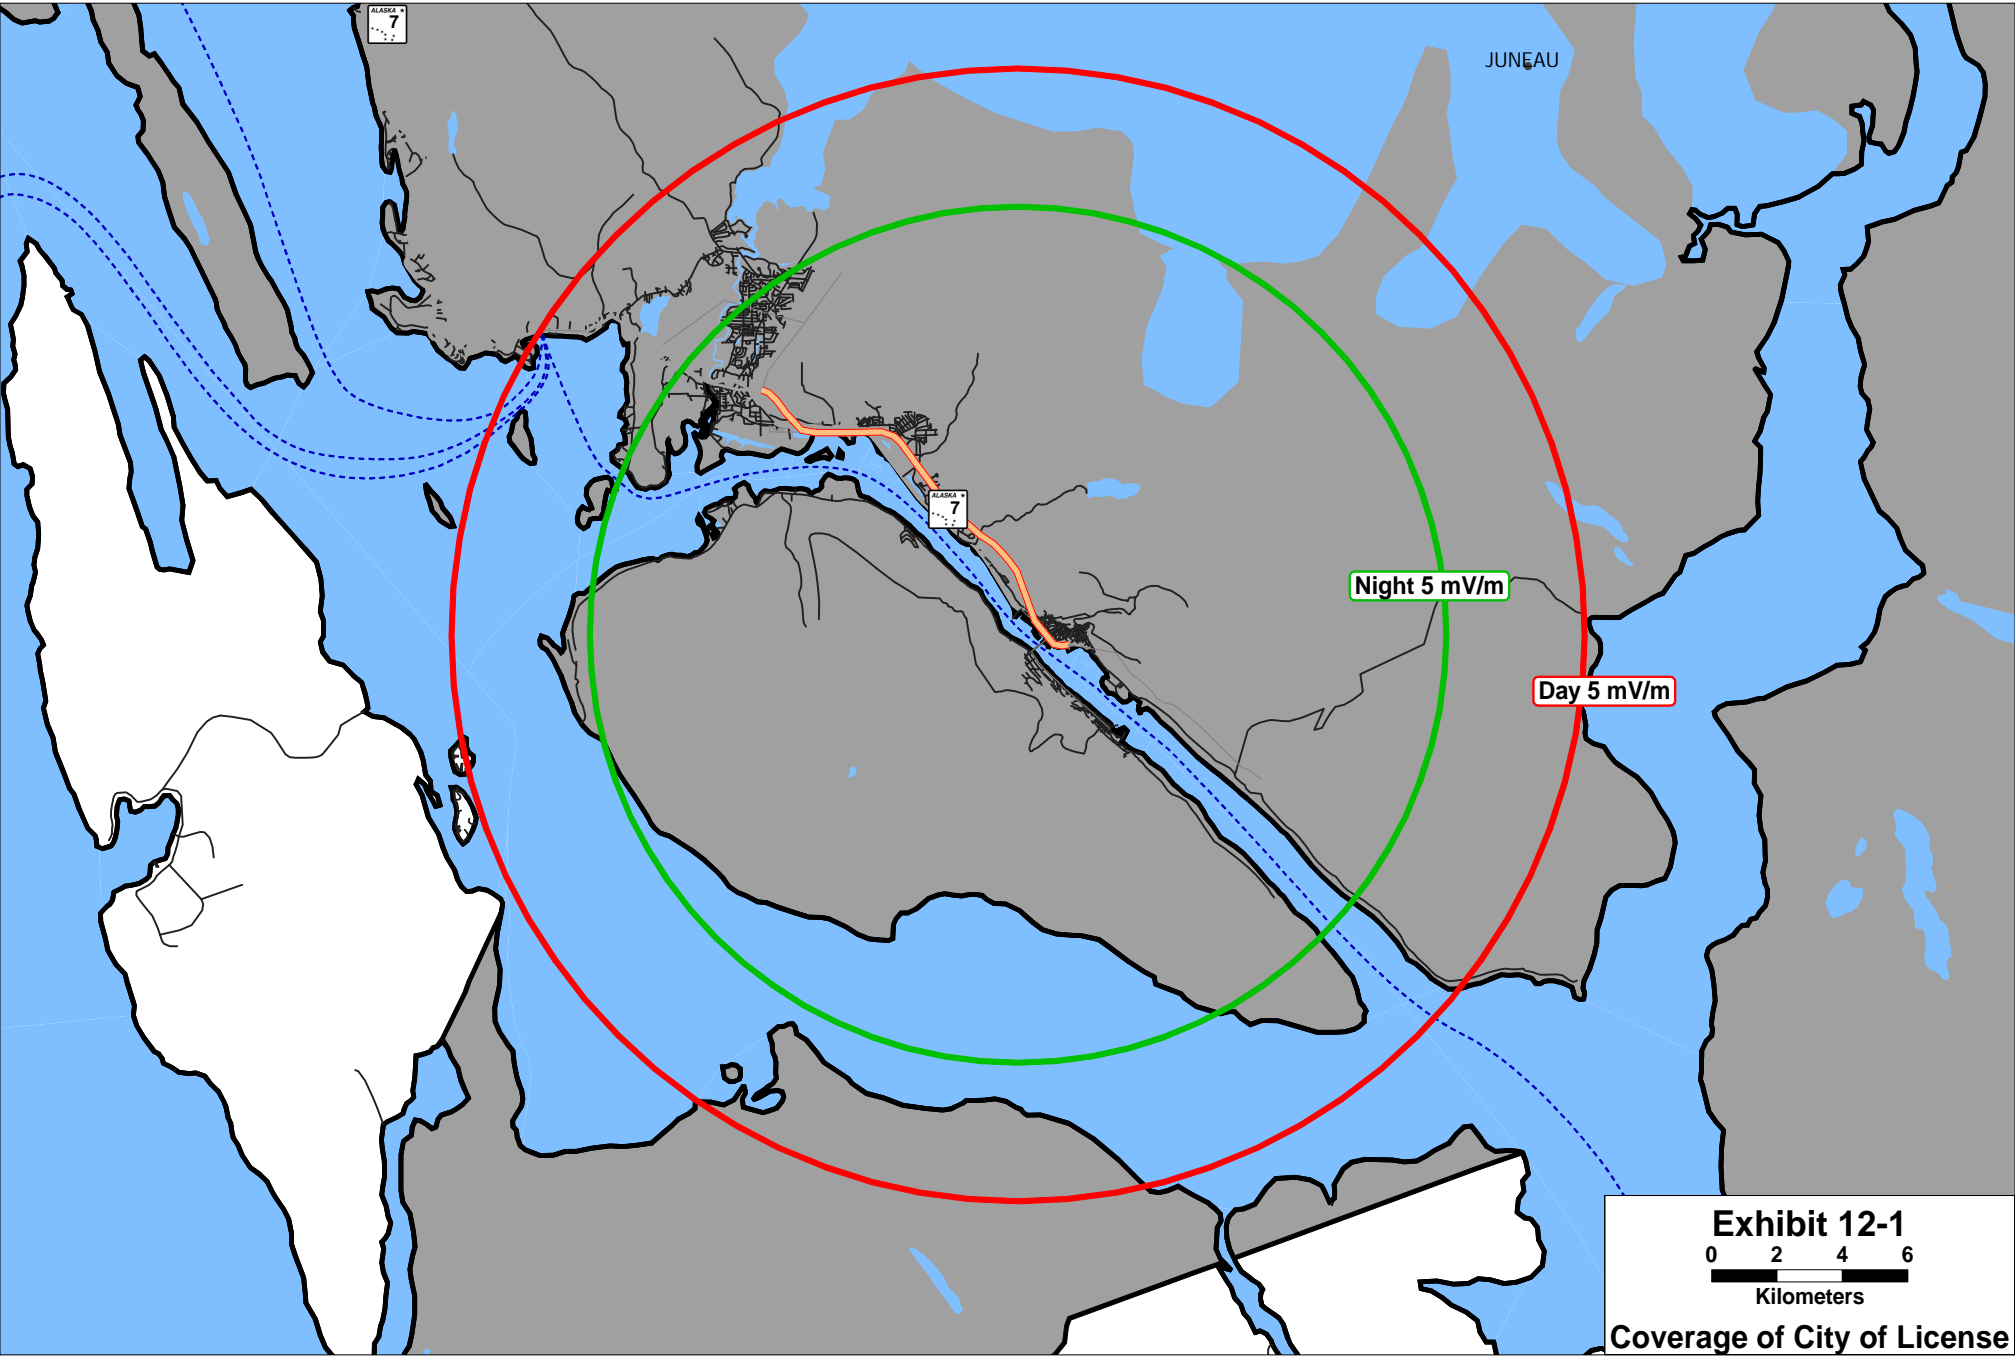 ALASKA
7
JUNEAU
ALASKA
7
Night 5 mV/m
Day 5 mV/m
Exhibit 12-1
0 2 4 6
Kilometers
Coverage of City of License